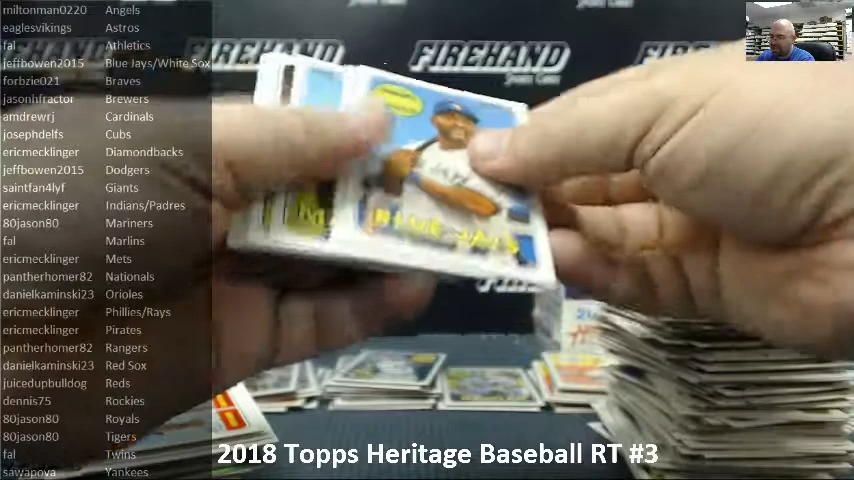 miltonman0220 Angels
eaglesvikings Astros
fal Athletics
jeffbowen2015 Blue Jays/White Sox
forbzie021 Braves
jasonhfractor Brewers
amdrewrj Cardinals
josephdelfs Cubs
ericmecklinger Diamondbacks
jeffbowen2015 Dodgers
saintfan4lyf Giants
ericmecklinger Indians/Padres
80jason80 Mariners
fal Marlins
ericmecklinger Mets
pantherhomer82 Nationals
danielkaminski23 Orioles
ericmecklinger Phillies/Rays
ericmecklinger Pirates
pantherhomer82 Rangers
danielkaminski23 Red Sox
juicedupbulldog Reds
dennis75 Rockies
80jason80 Royals
80jason80 Tigers
fal Twins
sawapova Yankees
FIREHAND
FIREHAND
FIREHAND
BLUE JAYS
2018 Topps Heritage Baseball RT #3